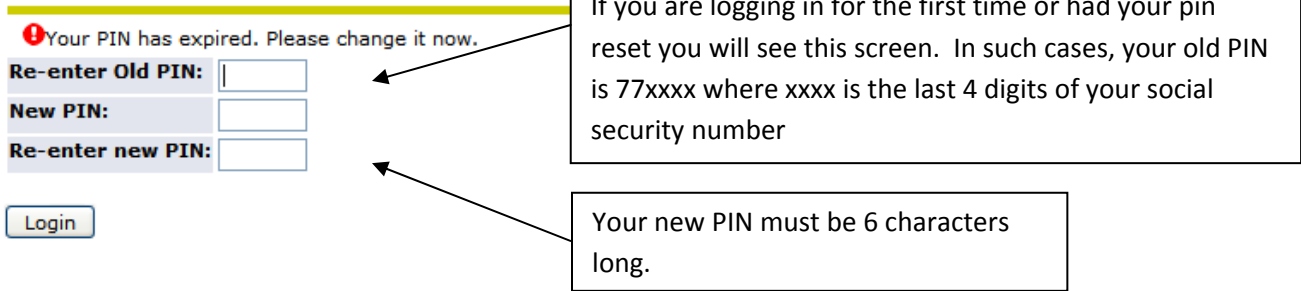 If you are logging in for the first time or had your pin
reset you will see this screen. In such cases, your old PIN
is 77xxxx where xxxx is the last 4 digits of your social
security number
Your PIN has expired. Please change it now.
Re-enter Old PIN:
New PIN:
Re-enter new PIN:
Login
Your new PIN must be 6 characters
long.